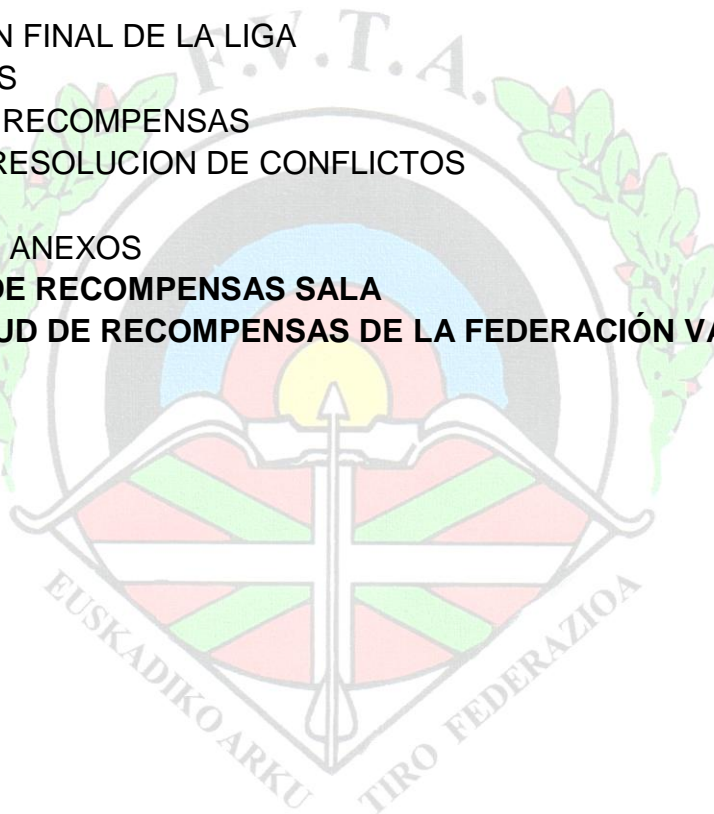 N FINAL DE LA LIGA
F.V.T.A.
S
RECOMPENSAS
RESOLUCION DE CONFLICTOS
ANEXOS
DE RECOMPENSAS SALA
UD DE RECOMPENSAS DE LA FEDERACIÓN VA
EUSKADIKO ARKU TIRO FEDERAZIOA